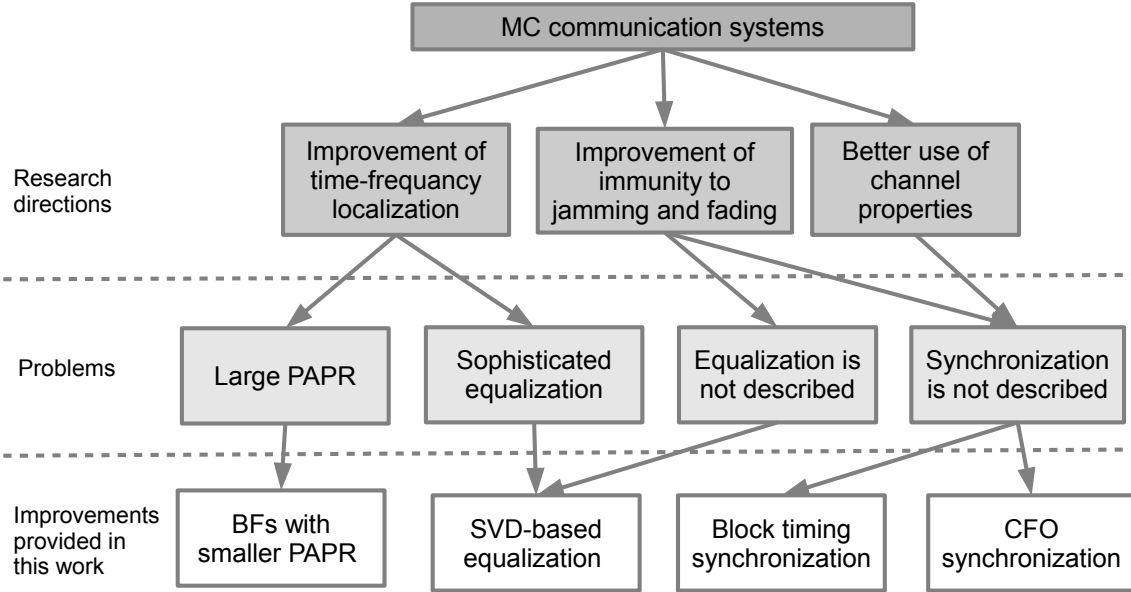 MC communication systems
Research
directions
Improvement of
time-frequancy
localization
Improvement of
immunity to
jamming and fading
Better use of
channel
properties
Problems
Large PAPR
Sophisticated
equalization
Equalization is
not described
Synchronization
is not described
Improvements
provided in
this work
BFs with
smaller PAPR
SVD-based
equalization
Block timing
synchronization
CFO
synchronization